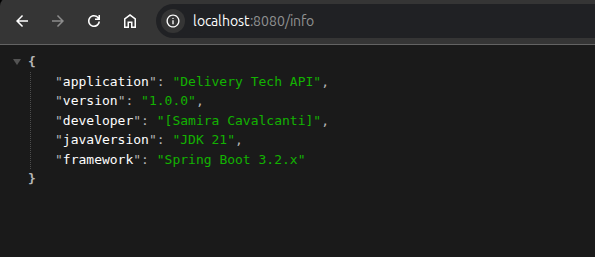 localhost:8080/info
{
"application": "Delivery Tech API",
"version": "1.0.0",
"developer": "[Samira Cavalcanti]",
"javaVersion": "JDK 21",
"framework": "Spring Boot 3.2.x"
}